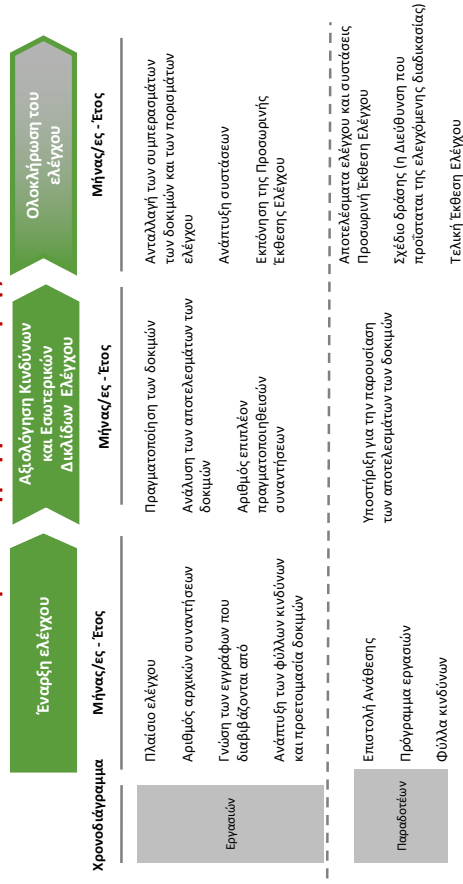 Έναρξη ελέγχου
Αξιολόγηση Κινδύνων
και Εσωτερικών
Δικλίδων Ελέγχου
Ολοκλήρωση του
ελέγχου
Χρονοδιάγραμμα
Μήνας/ες - Έτος
Μήνας/ες - Έτος
Μήνας/ες - Έτος
Εργασιών
Πλαίσιο ελέγχου
Αριθμός αρχικών συναντήσεων
Γνώση των εγγράφων που
διαβιβάζονται από
Ανάπτυξη των φύλλων κινδύνων
και προετοιμασία δοκιμών
Πραγματοποίηση των δοκιμών
Ανάλυση των αποτελεσμάτων των
δοκιμών
Αριθμός επιπλέον
πραγματοποιηθεισών
συναντήσεων
Ανταλλαγή των συμπερασμάτων
των δοκιμών και των πορισμάτων
ελέγχου
Ανάπτυξη συστάσεων
Εκπόνηση της Προσωρινής
Έκθεσης Ελέγχου
Παραδοτέων
Επιστολή Ανάθεσης
Πρόγραμμα εργασιών
Φύλλα κινδύνων
Υποστήριξη για την παρουσίαση
των αποτελεσμάτων των δοκιμών
Αποτελέσματα ελέγχου και συστάσεις
Προσωρινή Έκθεση Ελέγχου
Σχέδιο δράσης (η Διεύθυνση που
προΐσταται της ελεγχόμενης διαδικασίας)
Τελική Έκθεση Ελέγχου